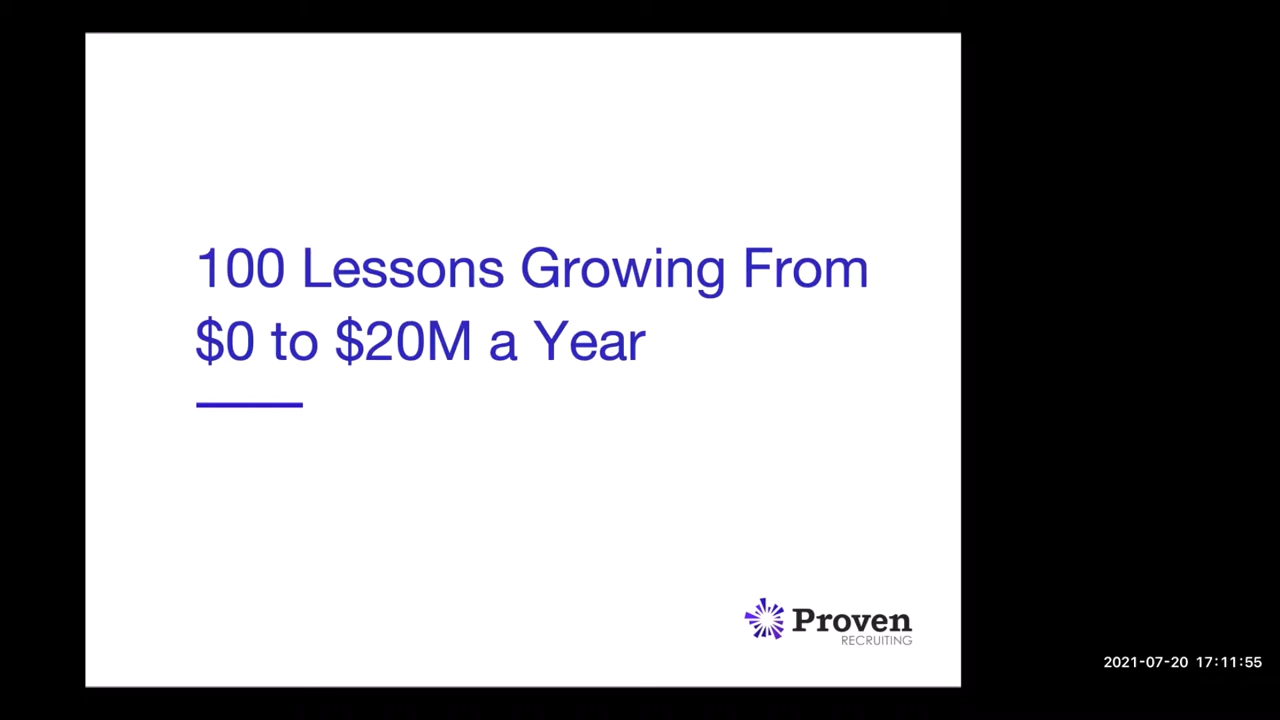 100 Lessons Growing From
$0 to $20M a Year
Proven
RECRUITING
2021-07-20 17:11:55